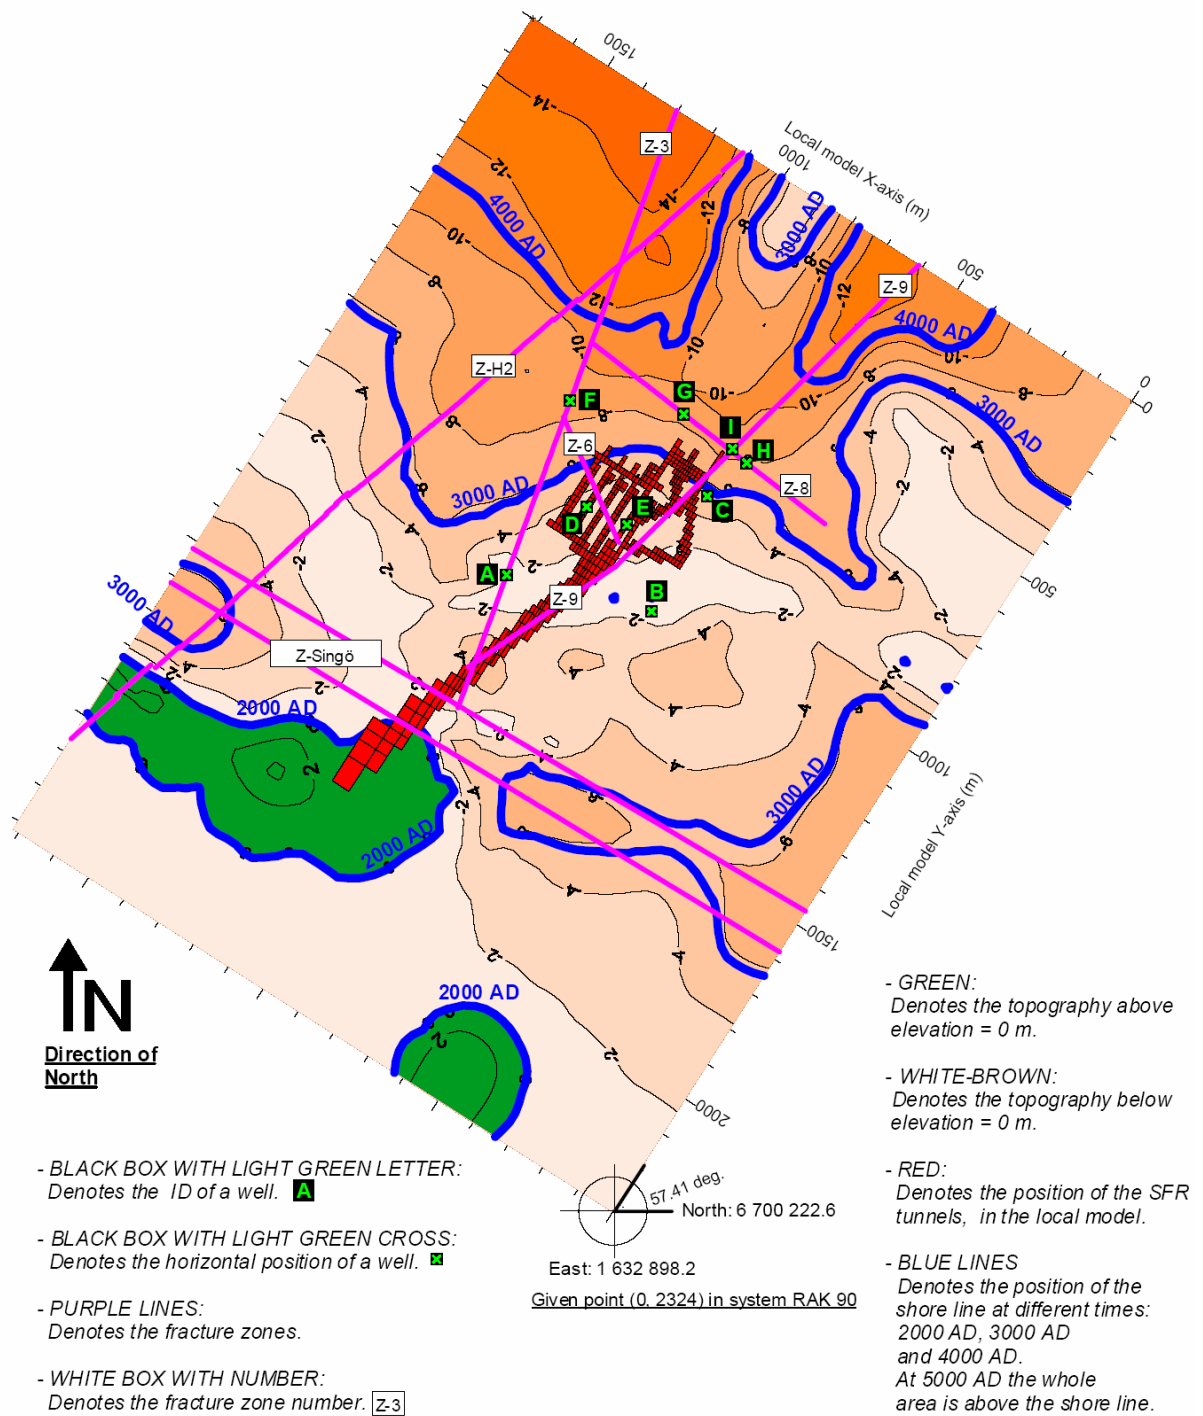 1500
Local model X-axis (m)
1000
500
0
0
500
1000
Local model Y-axis (m)
1500
2000
-14
-12
-10
-8
-14
-12
-12
-10
-10
-10
-12
-10
-10
-8
-8
-8
-8
-8
-4
-2
-2
-2
-2
-4
-4
-4
-4
-4
-6
-2
-2
2
2
Z-3
Z-9
Z-H2
Z-6
Z-8
Z-9
Z-Singö
4000 AD
3000 AD
4000 AD
3000 AD
3000 AD
3000 AD
2000 AD
3000 AD
2000 AD
2000 AD
F
G
I
H
C
D
E
A
B
N
Direction of
North
57.41 deg.
North: 6 700 222.6
East: 1 632 898.2
Given point (0, 2324) in system RAK 90
- BLACK BOX WITH LIGHT GREEN LETTER:
Denotes the ID of a well. A
- BLACK BOX WITH LIGHT GREEN CROSS:
Denotes the horizontal position of a well.
- PURPLE LINES:
Denotes the fracture zones.
- WHITE BOX WITH NUMBER:
Denotes the fracture zone number. Z-3
- GREEN:
Denotes the topography above
elevation = 0 m.
- WHITE-BROWN:
Denotes the topography below
elevation = 0 m.
- RED:
Denotes the position of the SFR
tunnels, in the local model.
- BLUE LINES
Denotes the position of the
shore line at different times:
2000 AD, 3000 AD
and 4000 AD.
At 5000 AD the whole
area is above the shore line.